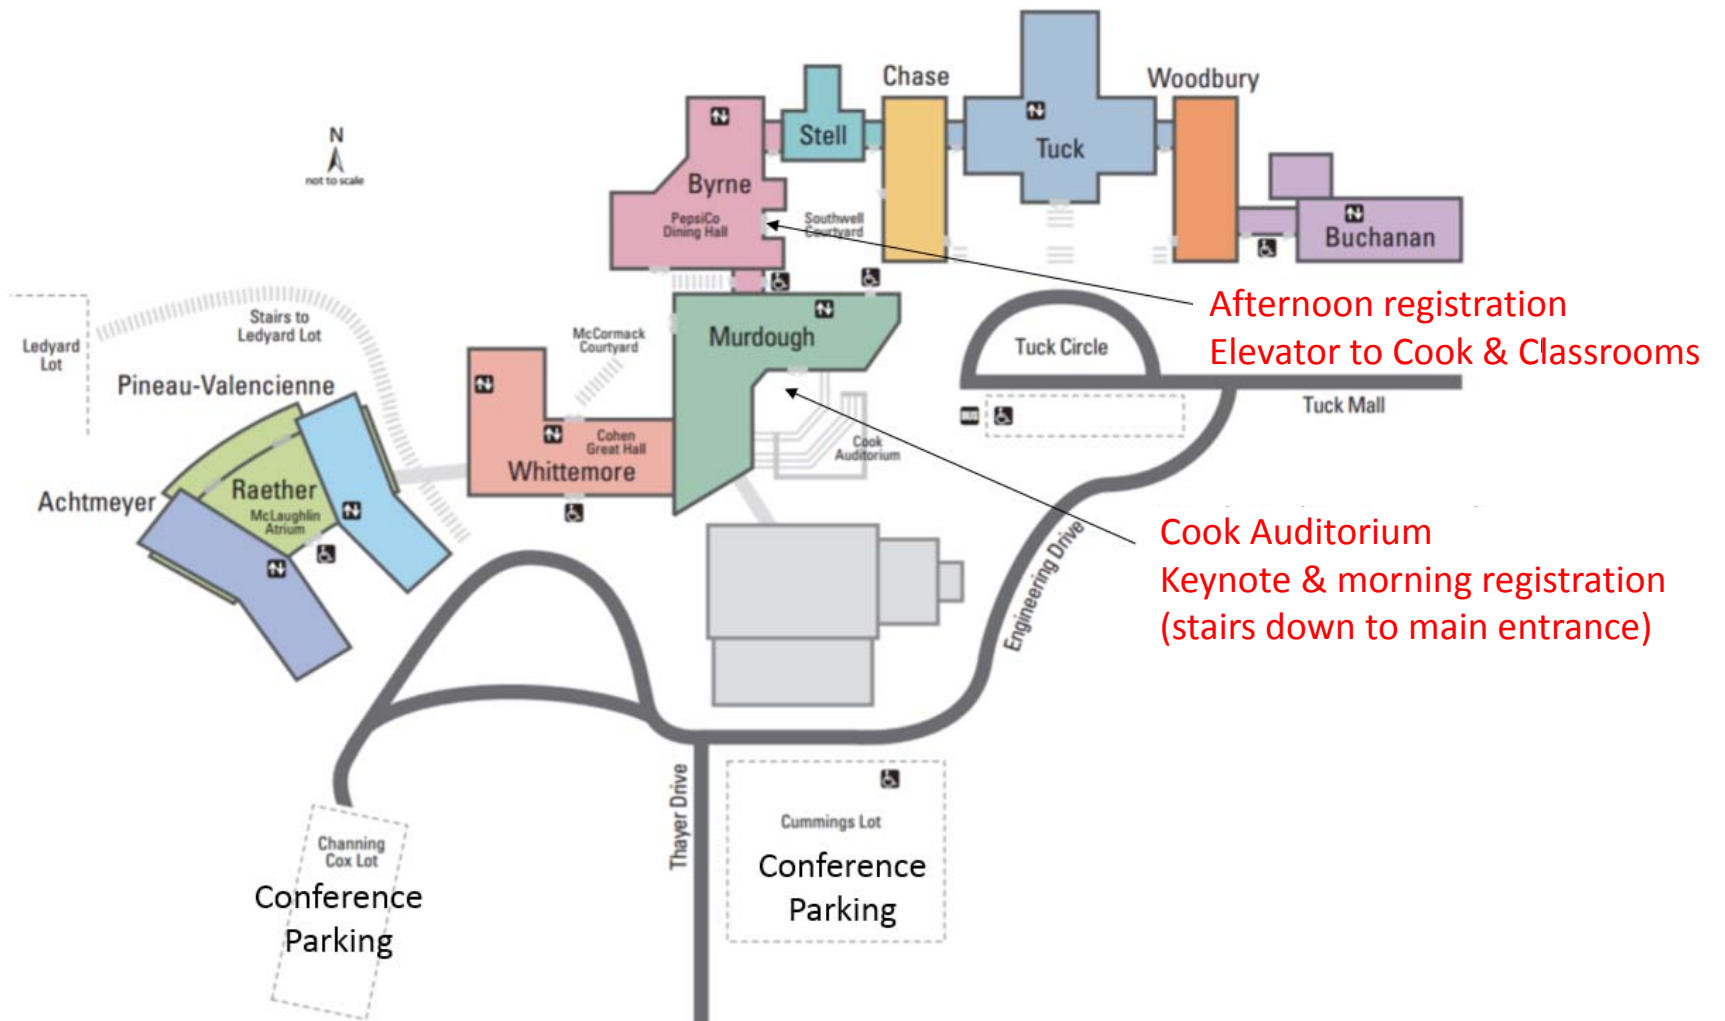 Chase
Woodbury
Stell
Tuck
N
not to scale
Byrne
PepsiCo
Dining Hall
Southwell
Courtyard
Buchanan
Afternoon registration
Elevator to Cook & Classrooms
Stairs to
Ledyard Lot
Ledyard
Lot
McCormack
Courtyard
Murdough
Tuck Circle
Tuck Mall
Pineau-Valencienne
BUS
Cohen
Great Hall
Cook
Auditorium
Whittemore
Achtmeyer
Raether
McLaughlin
Atrium
Engineering Drive
Cook Auditorium
Keynote & morning registration
(stairs down to main entrance)
Thayer Drive
Channing
Cox Lot
Conference
Parking
Cummings Lot
Conference
Parking